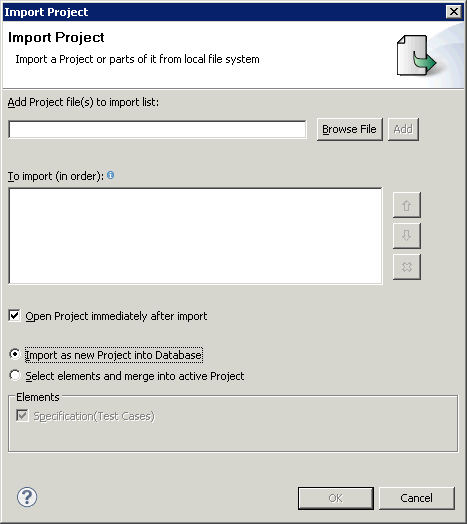 Import Project
Import Project
Import a Project or parts of it from local file system
Add Project file(s) to import list:
Browse File
Add
To import (in order):
Open Project immediately after import
Import as new Project into Database
Select elements and merge into active Project
Elements
Specification(Test Cases)
OK
Cancel